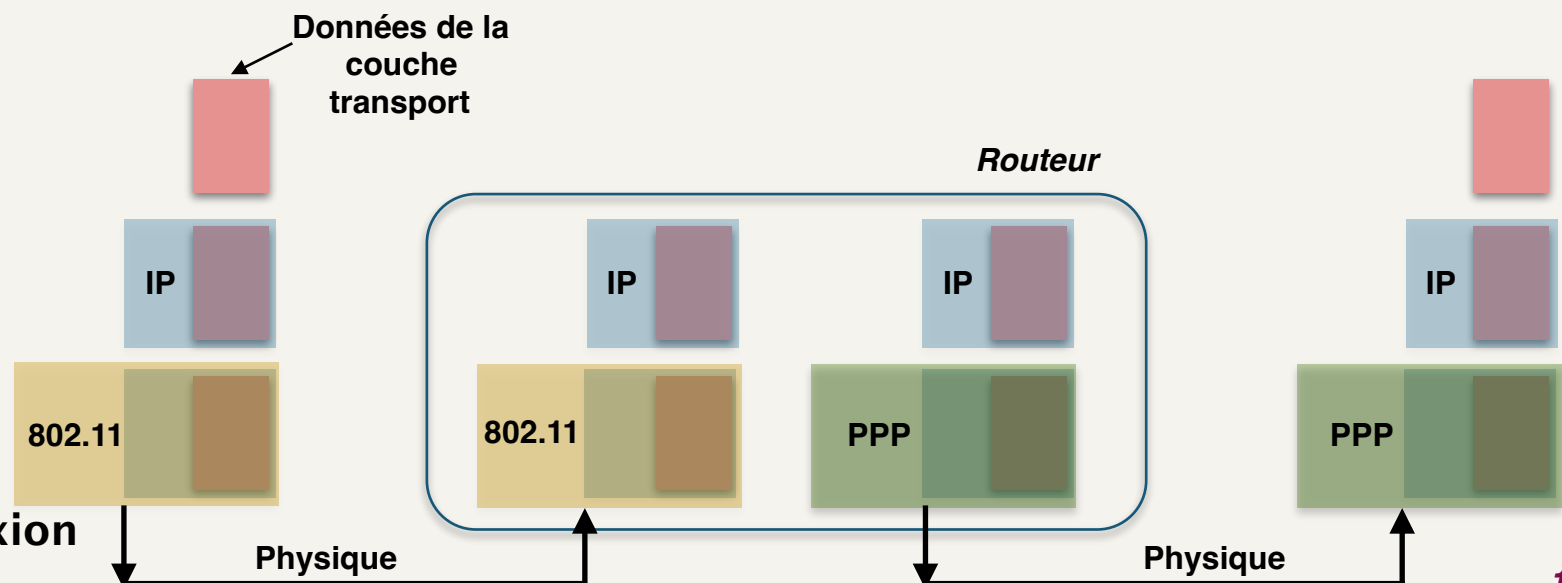 Données de la
couche
transport
Routeur
IP
IP
IP
IP
802.11
802.11
PPP
PPP
xion
Physique
Physique